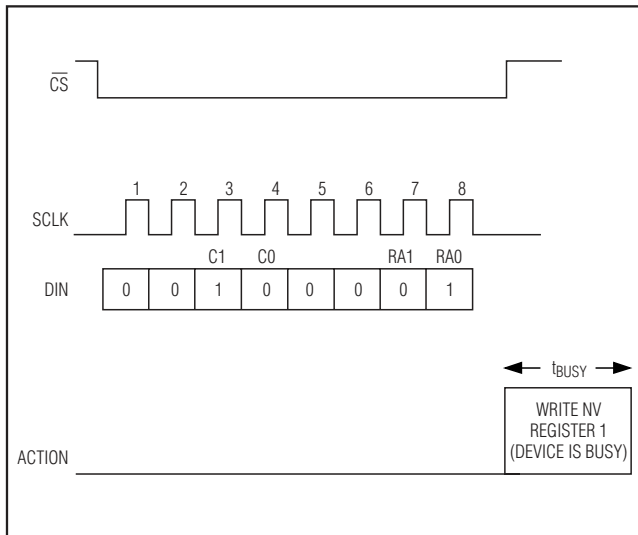 CS
1 2 3 4 5 6 7 8
SCLK
C1 C0 RA1 RA0
DIN 0 0 1 0 0 0 0 1
tBUSY
WRITE NV
REGISTER 1
(DEVICE IS BUSY)
ACTION